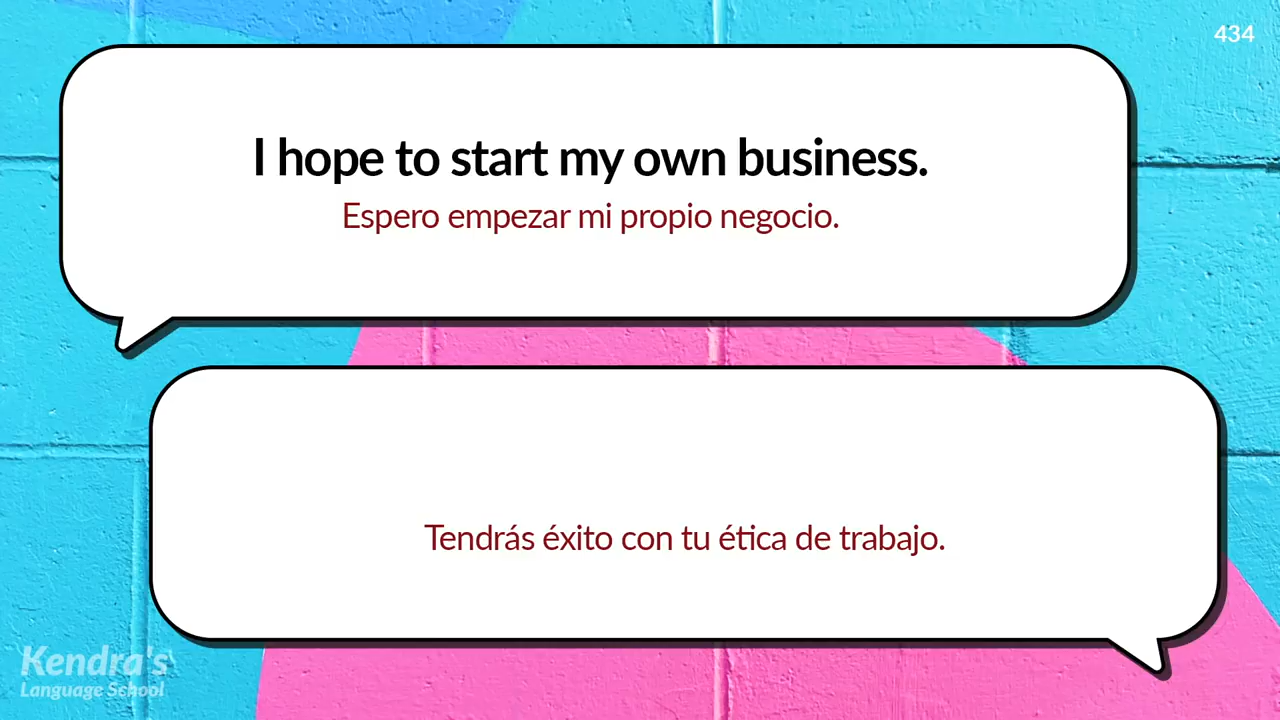 434
I hope to start my own business.
Espero empezar mi propio negocio.
Tendrás éxito con tu ética de trabajo.
Kendra's
Language School